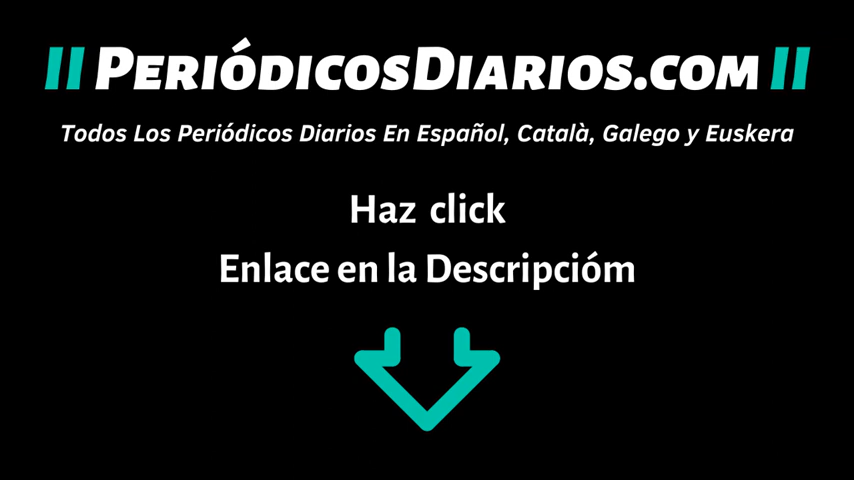 PeriódicosDiarios.com
Todos Los Periódicos Diarios En Español, Català, Galego y Euskera
Haz click
Enlace en la Descripcióm